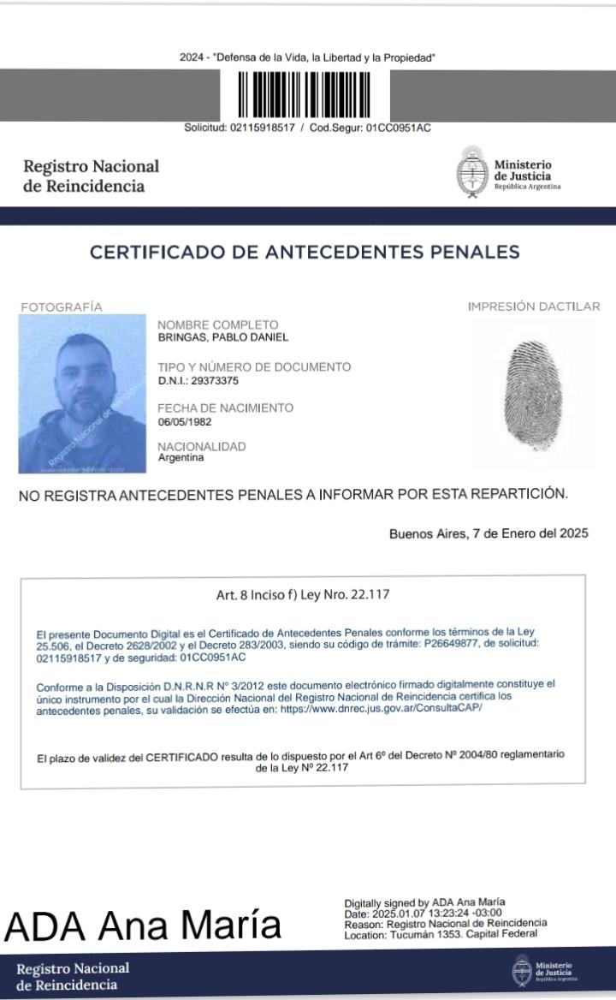 2024 - "Defensa de la Vida, la Libertad y la Propiedad"
Solicitud: 02115918517 / Cod.Segur: 01CC0951AC
Registro Nacional
de Reincidencia
Ministerio
de Justicia
República Argentina
CERTIFICADO DE ANTECEDENTES PENALES
FOTOGRAFÍA
IMPRESIÓN DACTILAR
NOMBRE COMPLETO
BRINGAS, PABLO DANIEL
TIPO Y NÚMERO DE DOCUMENTO
D.N.I.: 29373375
FECHA DE NACIMIENTO
06/05/1982
NACIONALIDAD
Argentina
Registro Nacional de
NO REGISTRA ANTECEDENTES PENALES A INFORMAR POR ESTA REPARTICIÓN.
Buenos Aires, 7 de Enero del 2025
Art. 8 Inciso f) Ley Nro. 22.117
El presente Documento Digital es el Certificado de Antecedentes Penales conforme los términos de la Ley
25.506, el Decreto 2628/2002 y el Decreto 283/2003, siendo su código de trámite: P26649877, de solicitud:
02115918517 y de seguridad: 01CC0951AC
Conforme a la Disposición D.N.R.N.R Nº 3/2012 este documento electrónico firmado digitalmente constituye el
único instrumento por el cual la Dirección Nacional del Registro Nacional de Reincidencia certifica los
antecedentes penales, su validación se efectúa en: https://www.dnrec.jus.gov.ar/ConsultaCAP/
El plazo de validez del CERTIFICADO resulta de lo dispuesto por el Art 6º del Decreto Nº 2004/80 reglamentario
de la Ley Nº 22.117
ADA Ana María
Digitally signed by ADA Ana María
Date: 2025.01.07 13:23:24 -03:00
Reason: Registro Nacional de Reincidencia
Location: Tucumán 1353. Capital Federal
Registro Nacional
de Reincidencia
Ministerio
de Justicia
República Argentina